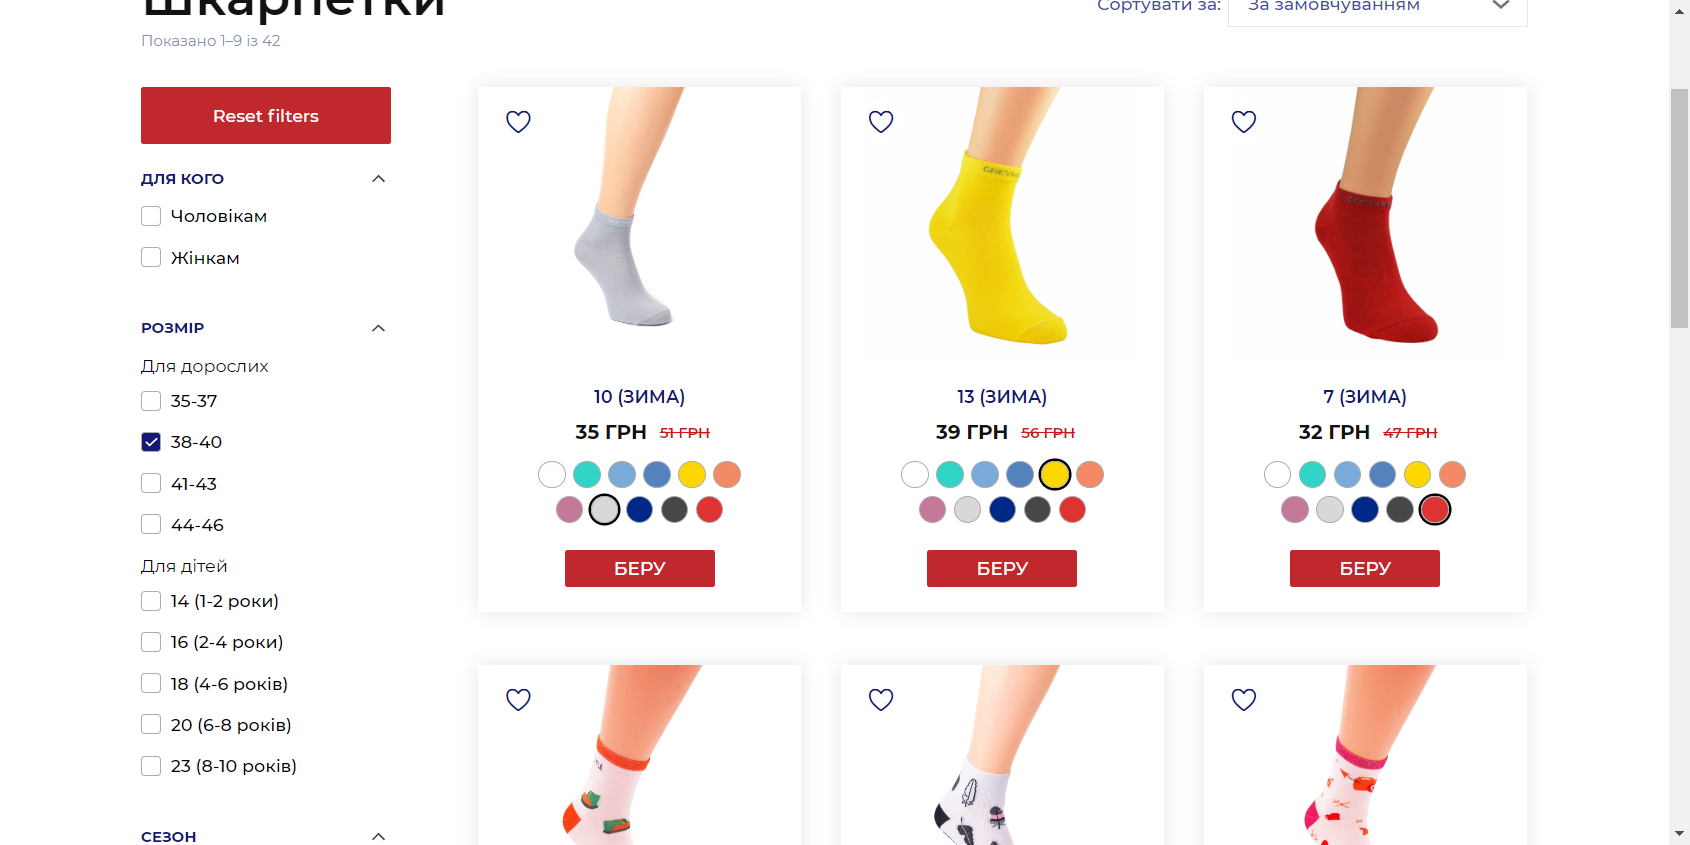 Шкарпетки
Сортувати за:
За замовчуванням
Показано 1–9 із 42
Reset filters
ДЛЯ КОГО
Чоловікам
Жінкам
РОЗМІР
Для дорослих
35-37
38-40
41-43
44-46
Для дітей
14 (1-2 роки)
16 (2-4 роки)
18 (4-6 років)
20 (6-8 років)
23 (8-10 років)
СЕЗОН
10 (ЗИМА)
35 ГРН 51 ГРН
БЕРУ
13 (ЗИМА)
39 ГРН 56 ГРН
БЕРУ
7 (ЗИМА)
32 ГРН 47 ГРН
БЕРУ